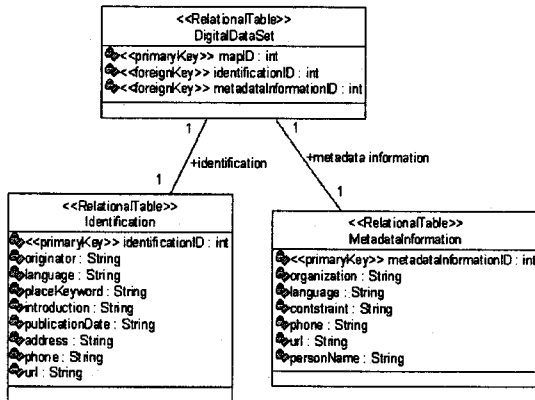 <<RelationalTable>>
DigitalDataSet
<<primaryKey>> mapID : int
<<foreignKey>> identificationID : int
<<foreignKey>> metadataInformationID : int
1
1
+identification
+metadata information
1
1
<<RelationalTable>>
Identification
<<primaryKey>> identificationID : int
originator : String
language : String
placeKeyword : String
introduction : String
publicationDate : String
address : String
phone : String
url : String
<<RelationalTable>>
MetadataInformation
<<primaryKey>> metadataInformationID : int
organization : String
language : String
contstraint : String
phone : String
url : String
personName : String